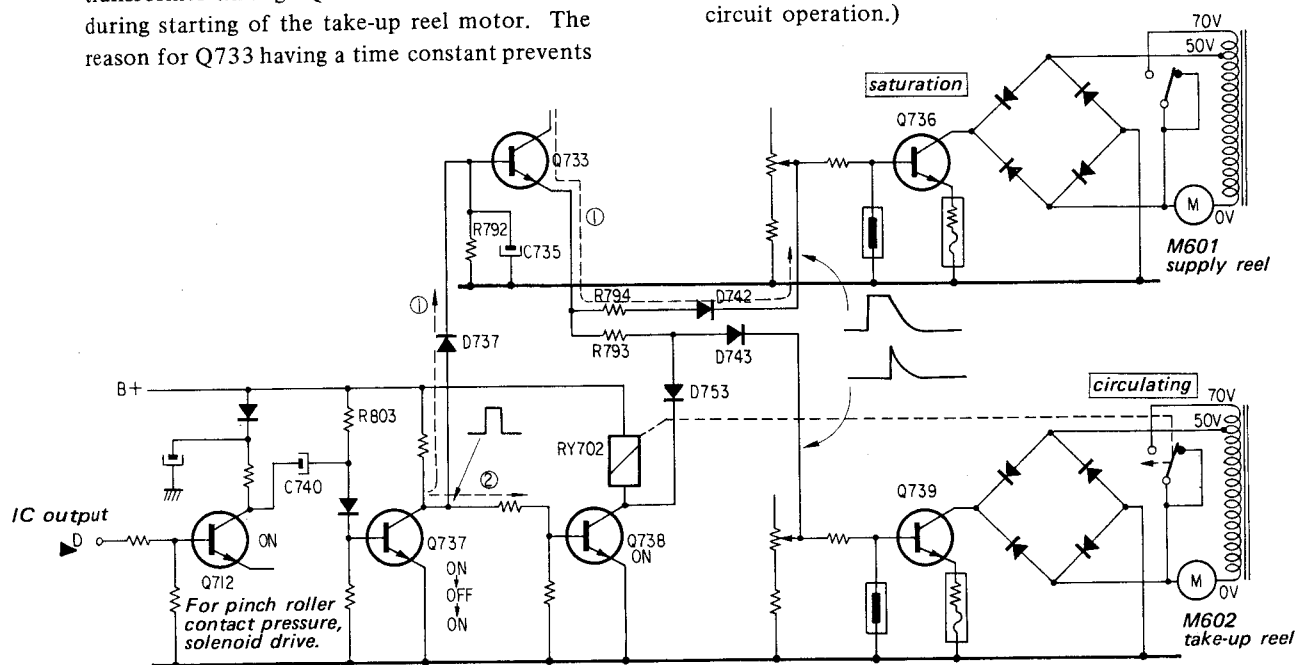 during starting of the take-up reel motor. The
reason for Q733 having a time constant prevents
circuit operation.)
70V
50V
saturation
Q736
Q733
①
R792
C735
M
0V
M601
supply reel
R794
D742
①
D737
R793
D743
D753
B+
R803
RY702
circulating
70V
50V
②
C740
Q739
IC output
D
ON
Q737
Q738
ON
Q712
ON
OFF
ON
For pinch roller
contact pressure,
solenoid drive.
M
0V
M602
take-up reel